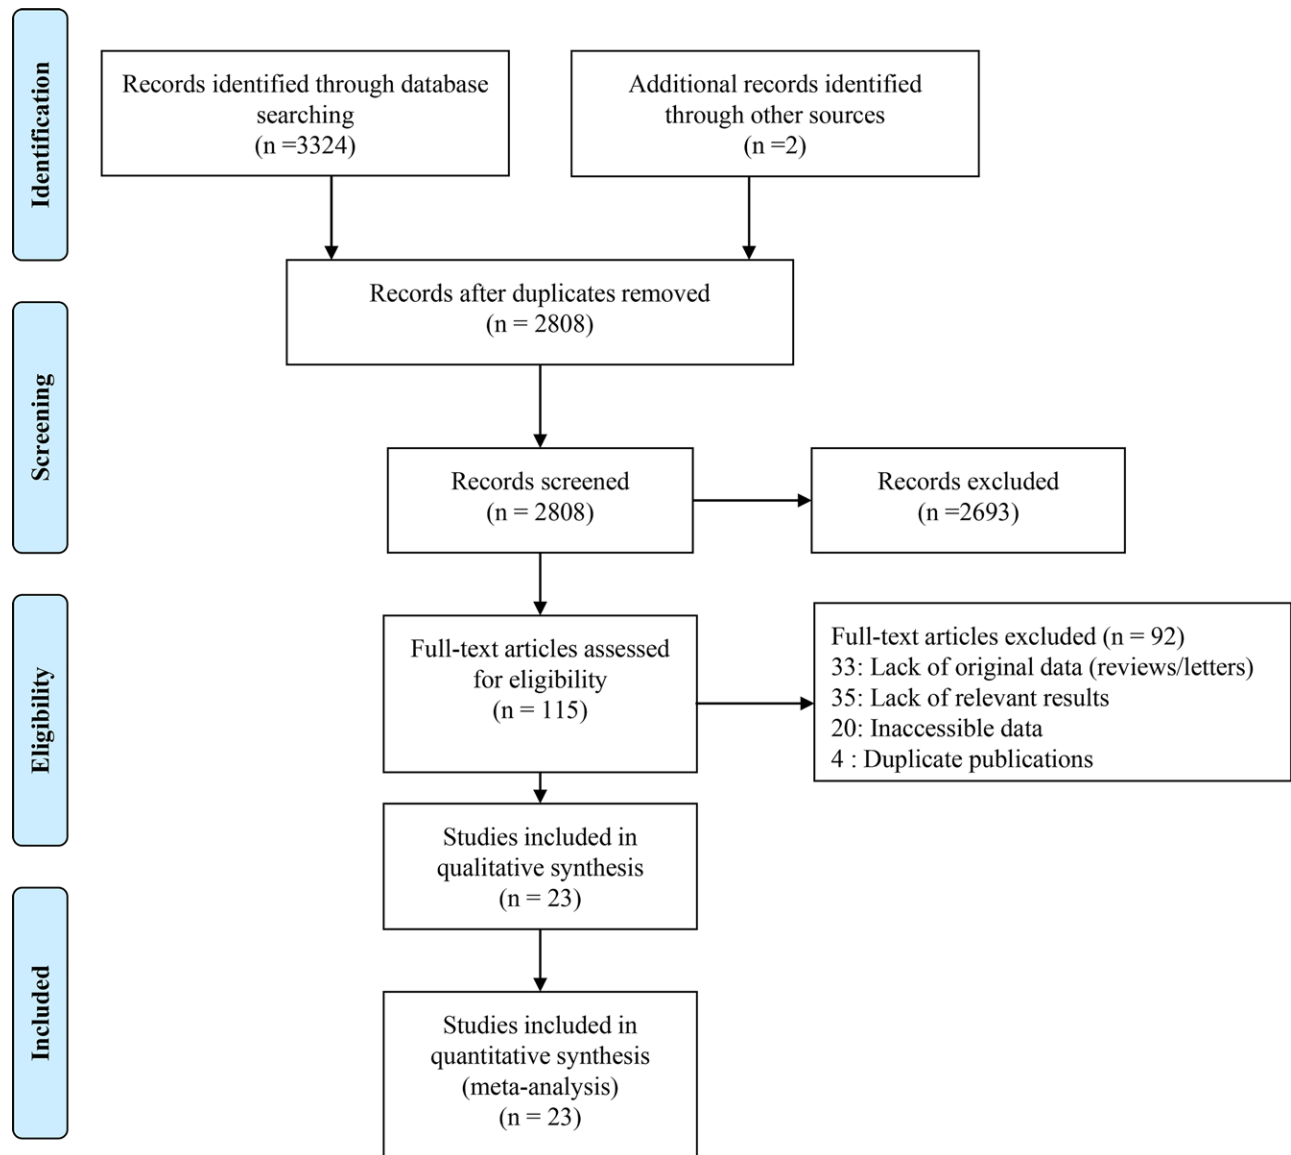 Identification
Records identified through database
searching
(n =3324)
Additional records identified
through other sources
(n =2)
Records after duplicates removed
(n = 2808)
Screening
Records screened
(n = 2808)
Records excluded
(n =2693)
Eligibility
Full-text articles assessed
for eligibility
(n = 115)
Full-text articles excluded (n = 92)
33: Lack of original data (reviews/letters)
35: Lack of relevant results
20: Inaccessible data
4 : Duplicate publications
Studies included in
qualitative synthesis
(n = 23)
Included
Studies included in
quantitative synthesis
(meta-analysis)
(n = 23)